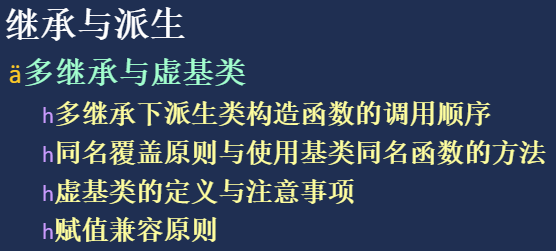 继承与派生
ä多继承与虚基类
h多继承下派生类构造函数的调用顺序
h同名覆盖原则与使用基类同名函数的方法
h虚基类的定义与注意事项
h赋值兼容原则